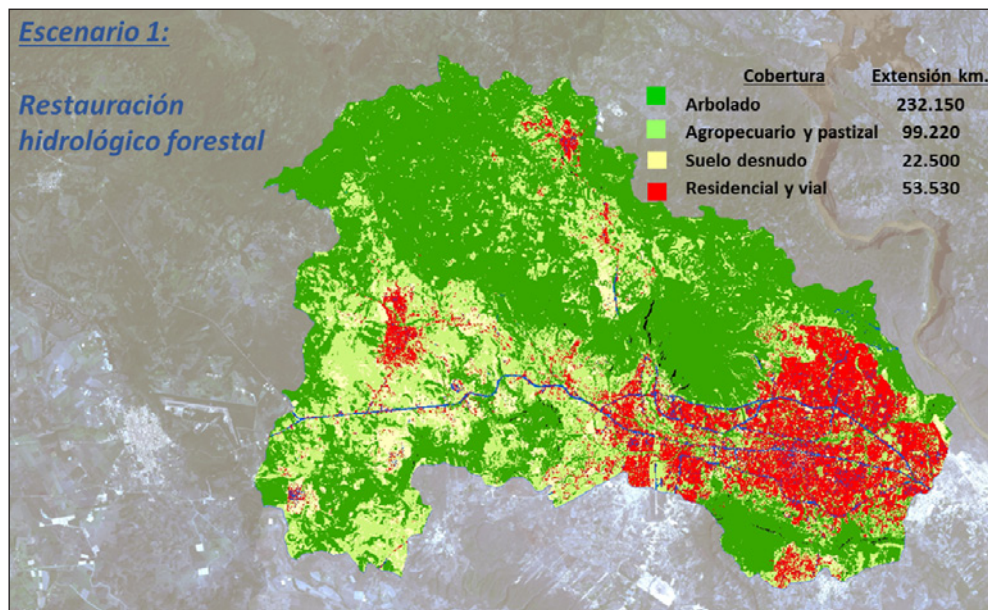 Escenario 1:
Restauración
hidrológico forestal
Cobertura Extensión km.
Arbolado 232.150
Agropecuario y pastizal 99.220
Suelo desnudo 22.500
Residencial y vial 53.530